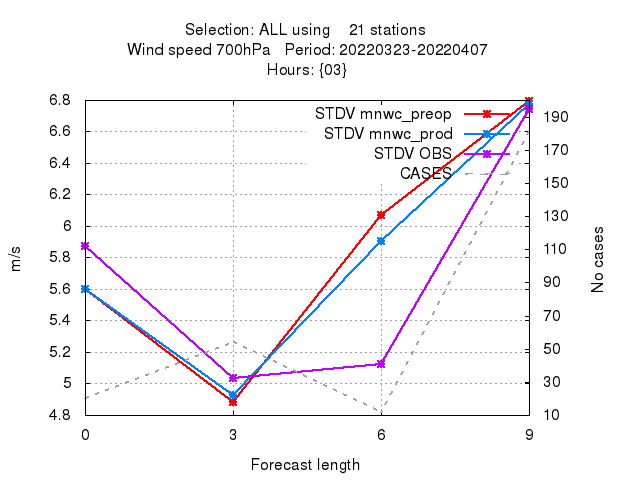 Selection: ALL using    21 stations
Wind speed 700hPa   Period: 20220323-20220407
Hours: {03}
STDV mnwc_preop
STDV mnwc_prod
STDV OBS
CASES
6.8
6.6
6.4
6.2
6
5.8
5.6
5.4
5.2
5
4.8
m/s
190
170
150
130
110
90
70
50
30
10
No cases
0 3 6 9
Forecast length